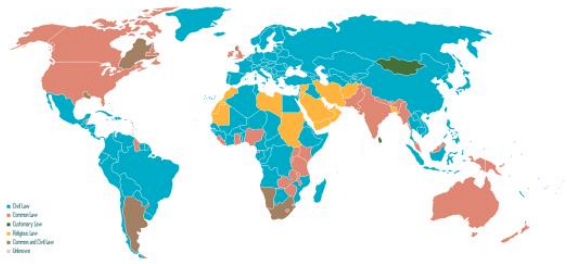 Civil Law
Common Law
Customary Law
Religious Law
Common and Civil Law
Unknown